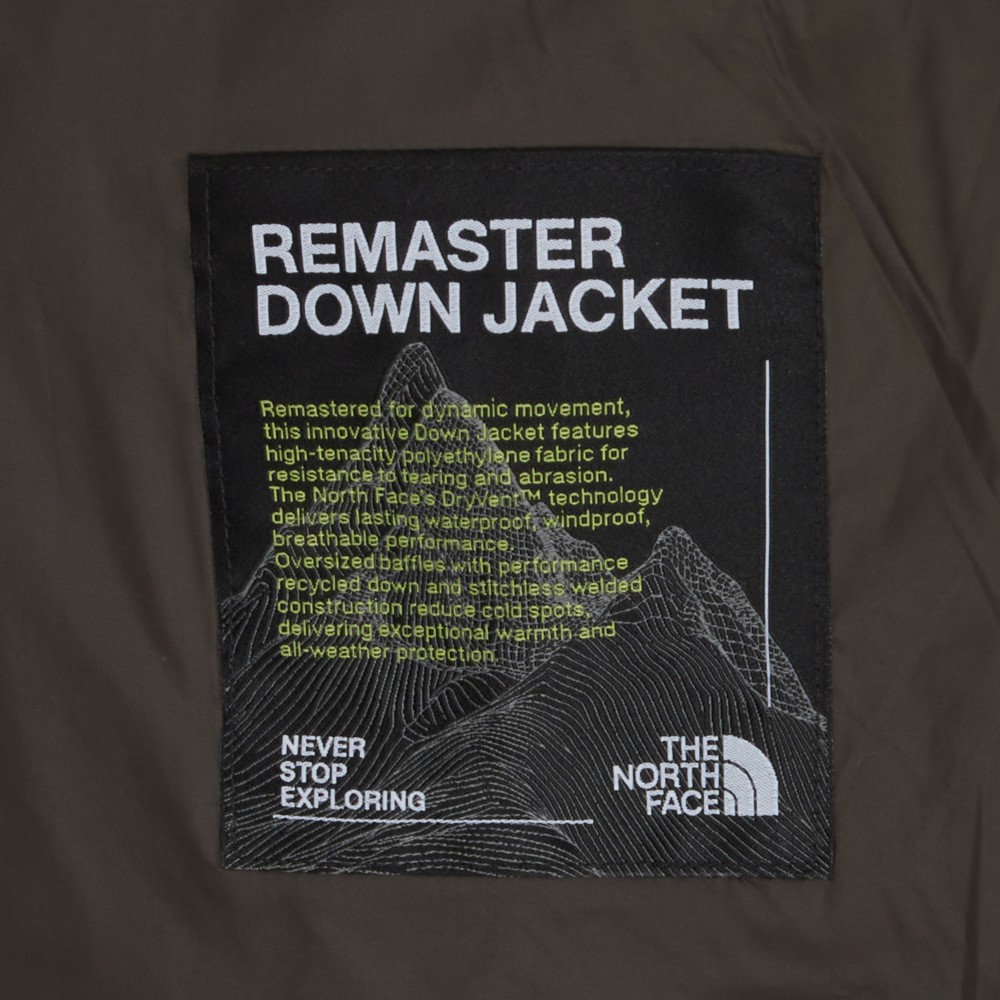 REMASTER
DOWN JACKET
Remastered for dynamic movement,
this innovative Down Jacket features
high-tenacity polyethylene fabric for
resistance to tearing and abrasion.
The North Face's DryVent™ technology
delivers lasting waterproof, windproof,
breathable performance.
Oversized baffles with performance
recycled down and stitchless welded
construction reduce cold spots,
delivering exceptional warmth and
all-weather protection.
NEVER
STOP
EXPLORING
THE
NORTH
FACE